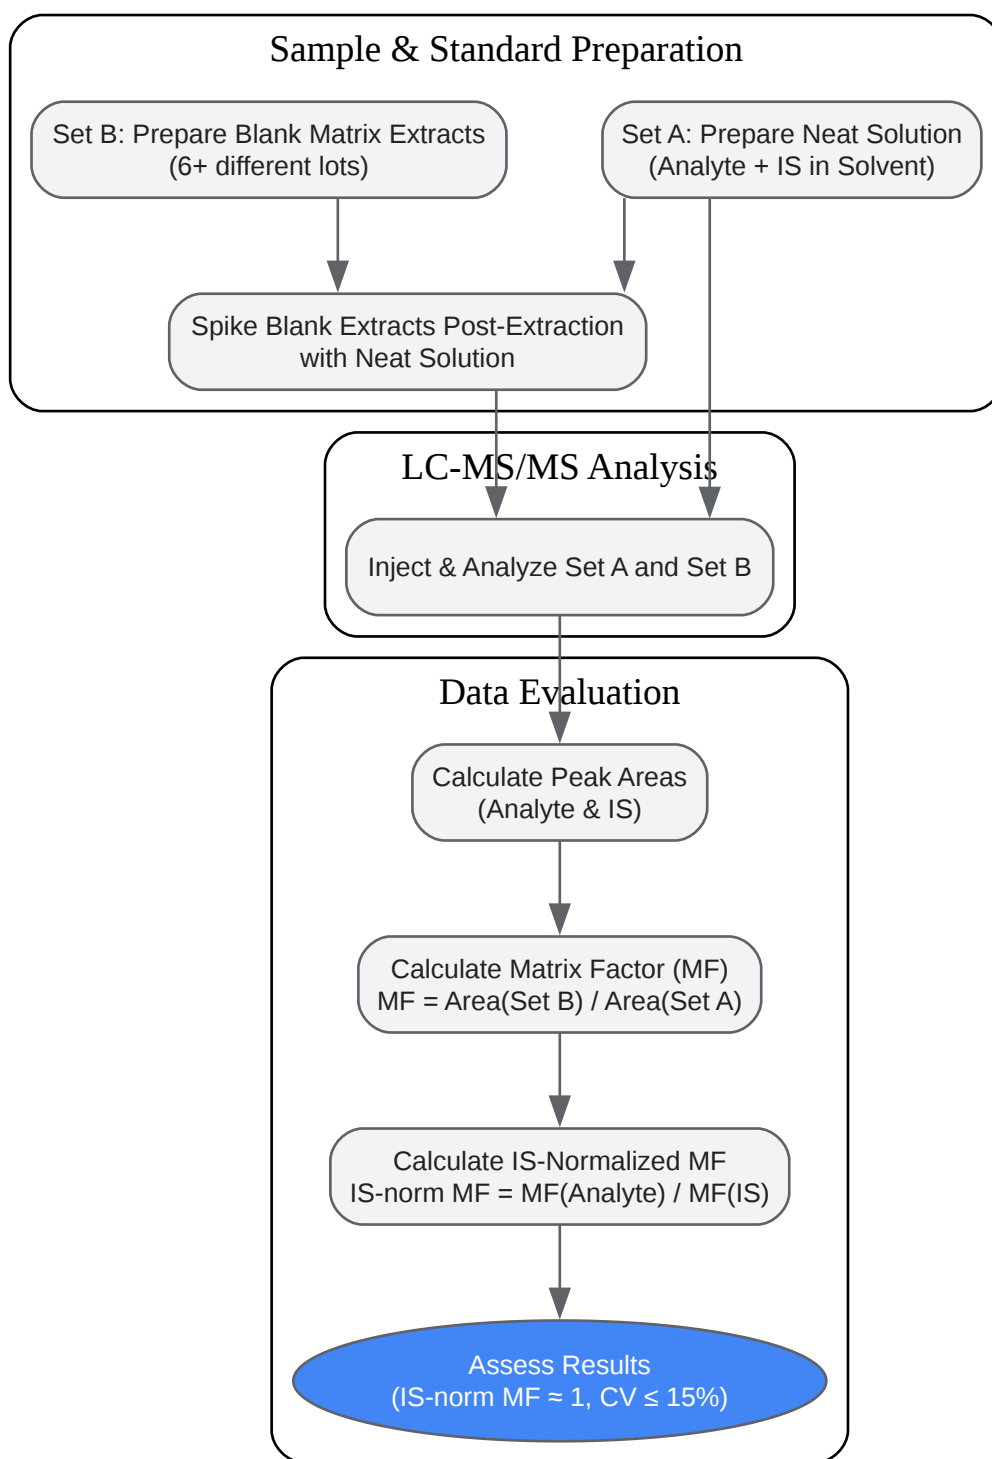 Sample & Standard Preparation
Set B: Prepare Blank Matrix Extracts
(6+ different lots)
Set A: Prepare Neat Solution
(Analyte + IS in Solvent)
Spike Blank Extracts Post-Extraction
with Neat Solution
LC-MS/MS Analysis
Inject & Analyze Set A and Set B
Data Evaluation
Calculate Peak Areas
(Analyte & IS)
Calculate Matrix Factor (MF)
MF = Area(Set B) / Area(Set A)
Calculate IS-Normalized MF
IS-norm MF = MF(Analyte) / MF(IS)
Assess Results
(IS-norm MF ≈ 1, CV ≤ 15%)